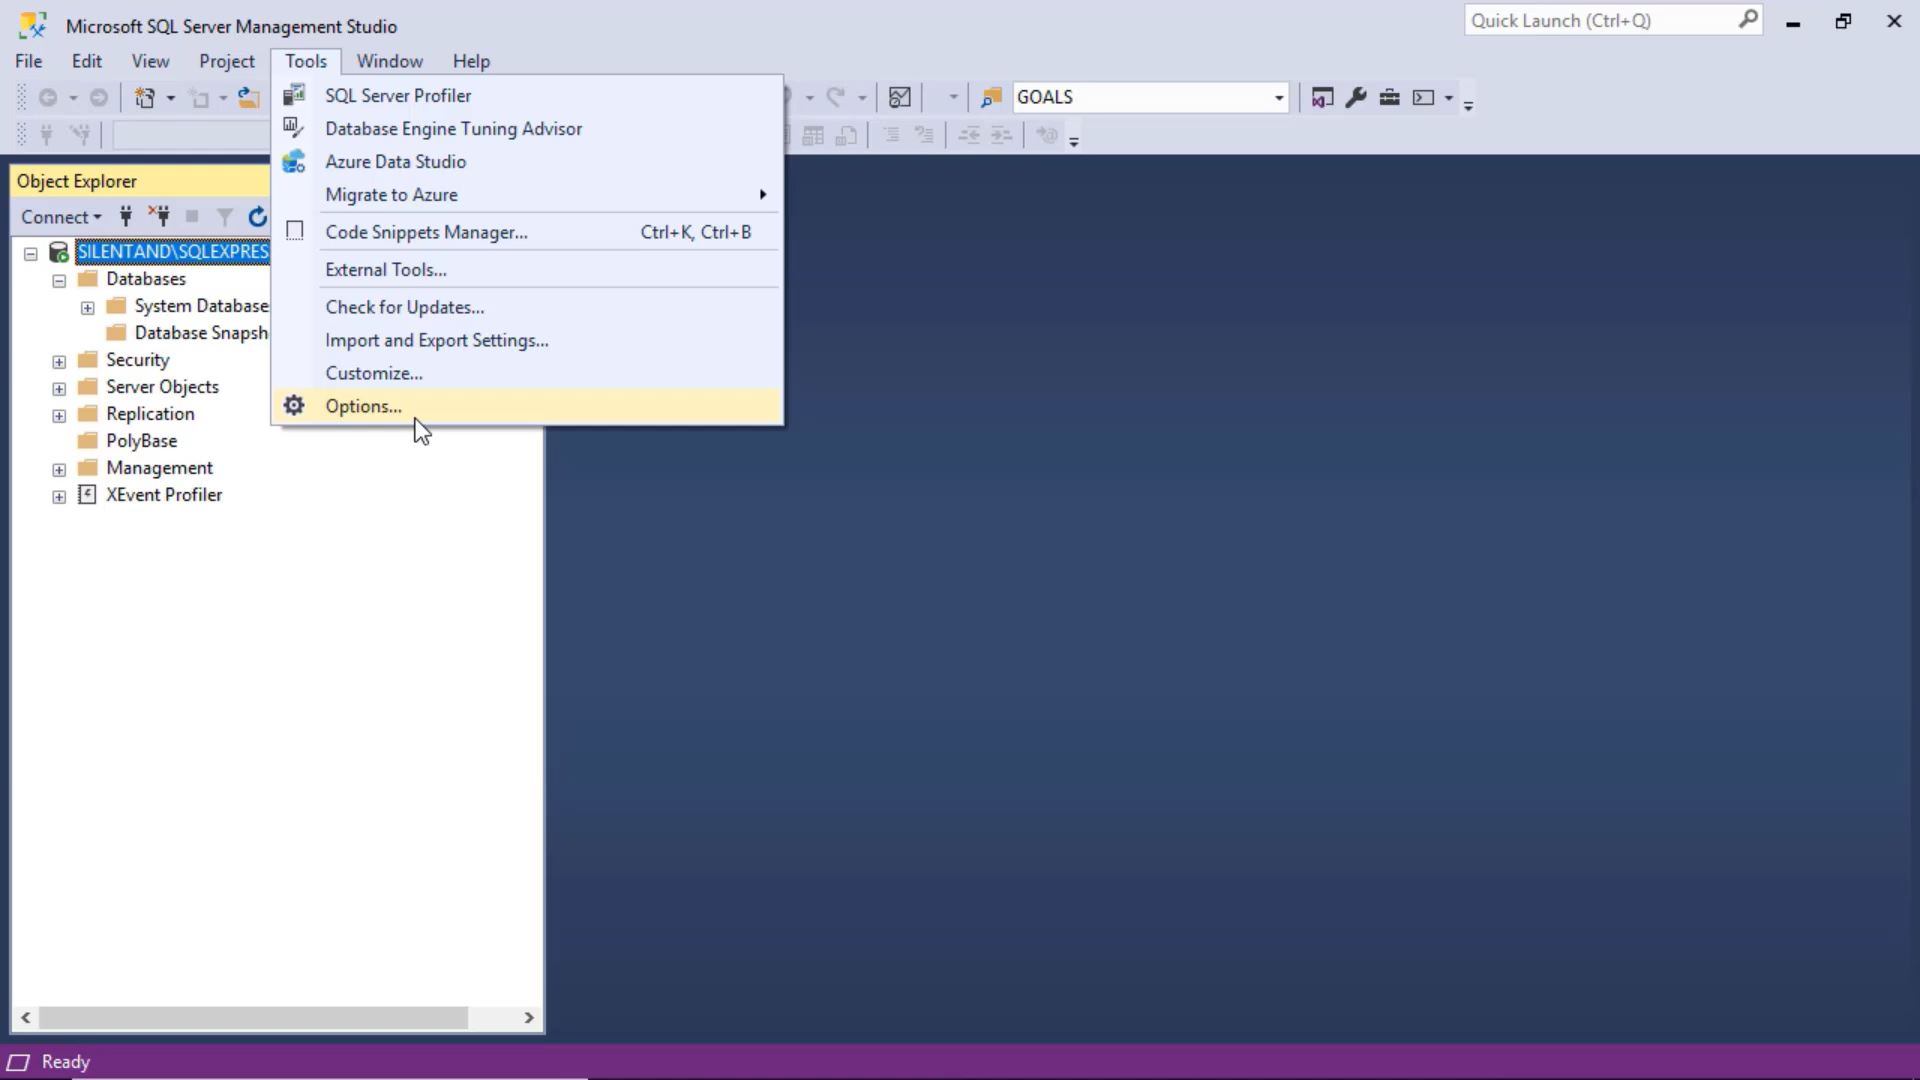 Microsoft SQL Server Management Studio
Quick Launch (Ctrl+Q)
File Edit View Project Tools Window Help
SQL Server Profiler
Database Engine Tuning Advisor
Azure Data Studio
Migrate to Azure
Code Snippets Manager... Ctrl+K, Ctrl+B
External Tools...
Check for Updates...
Import and Export Settings...
Customize...
Options...
GOALS
Object Explorer
Connect
SILENTAND\SQLEXPRES
Databases
System Database
Database Snapsh
Security
Server Objects
Replication
PolyBase
Management
XEvent Profiler
Ready